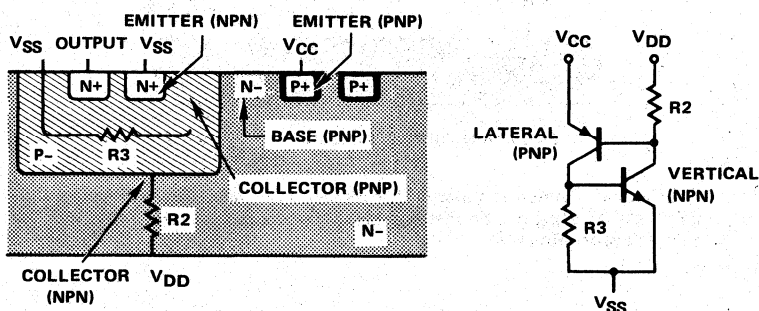 EMITTER (NPN)
EMITTER (PNP)
VSS
OUTPUT
VSS
VCC
N+
N+
N–
P+
P+
BASE (PNP)
P–
R3
COLLECTOR (PNP)
R2
N–
COLLECTOR
(NPN)
VDD
VCC
VDD
R2
LATERAL
(PNP)
VERTICAL
(NPN)
R3
VSS